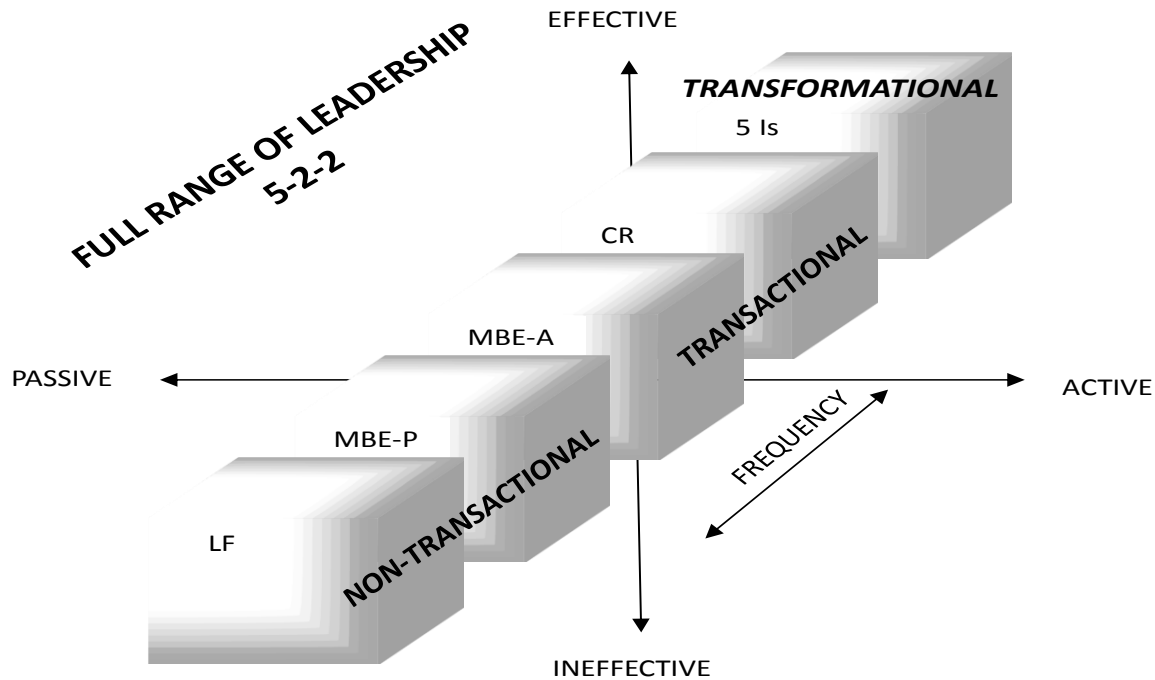 EFFECTIVE
FULL RANGE OF LEADERSHIP
5-2-2
TRANSFORMATIONAL
5 Is
CR
TRANSACTIONAL
MBE-A
PASSIVE
ACTIVE
FREQUENCY
MBE-P
NON-TRANSACTIONAL
LF
INEFFECTIVE